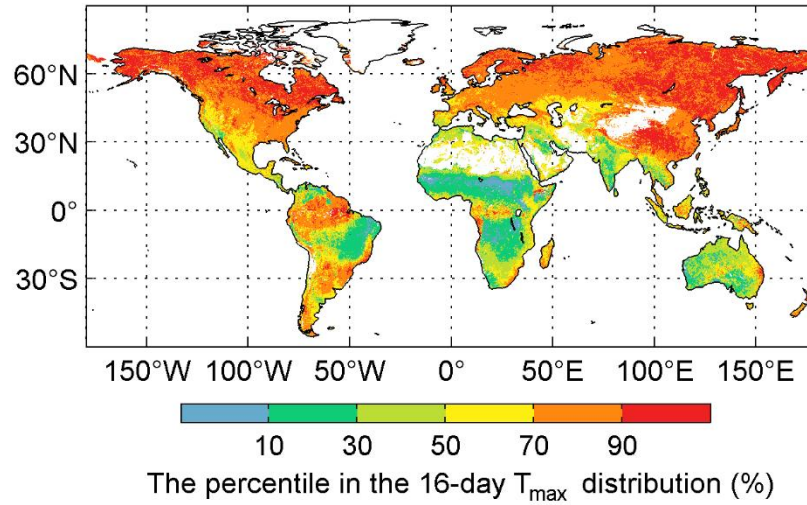 60°N
30°N
0°
30°S
150°W 100°W 50°W 0° 50°E 100°E 150°E
10 30 50 70 90
The percentile in the 16-day Tmax distribution (%)